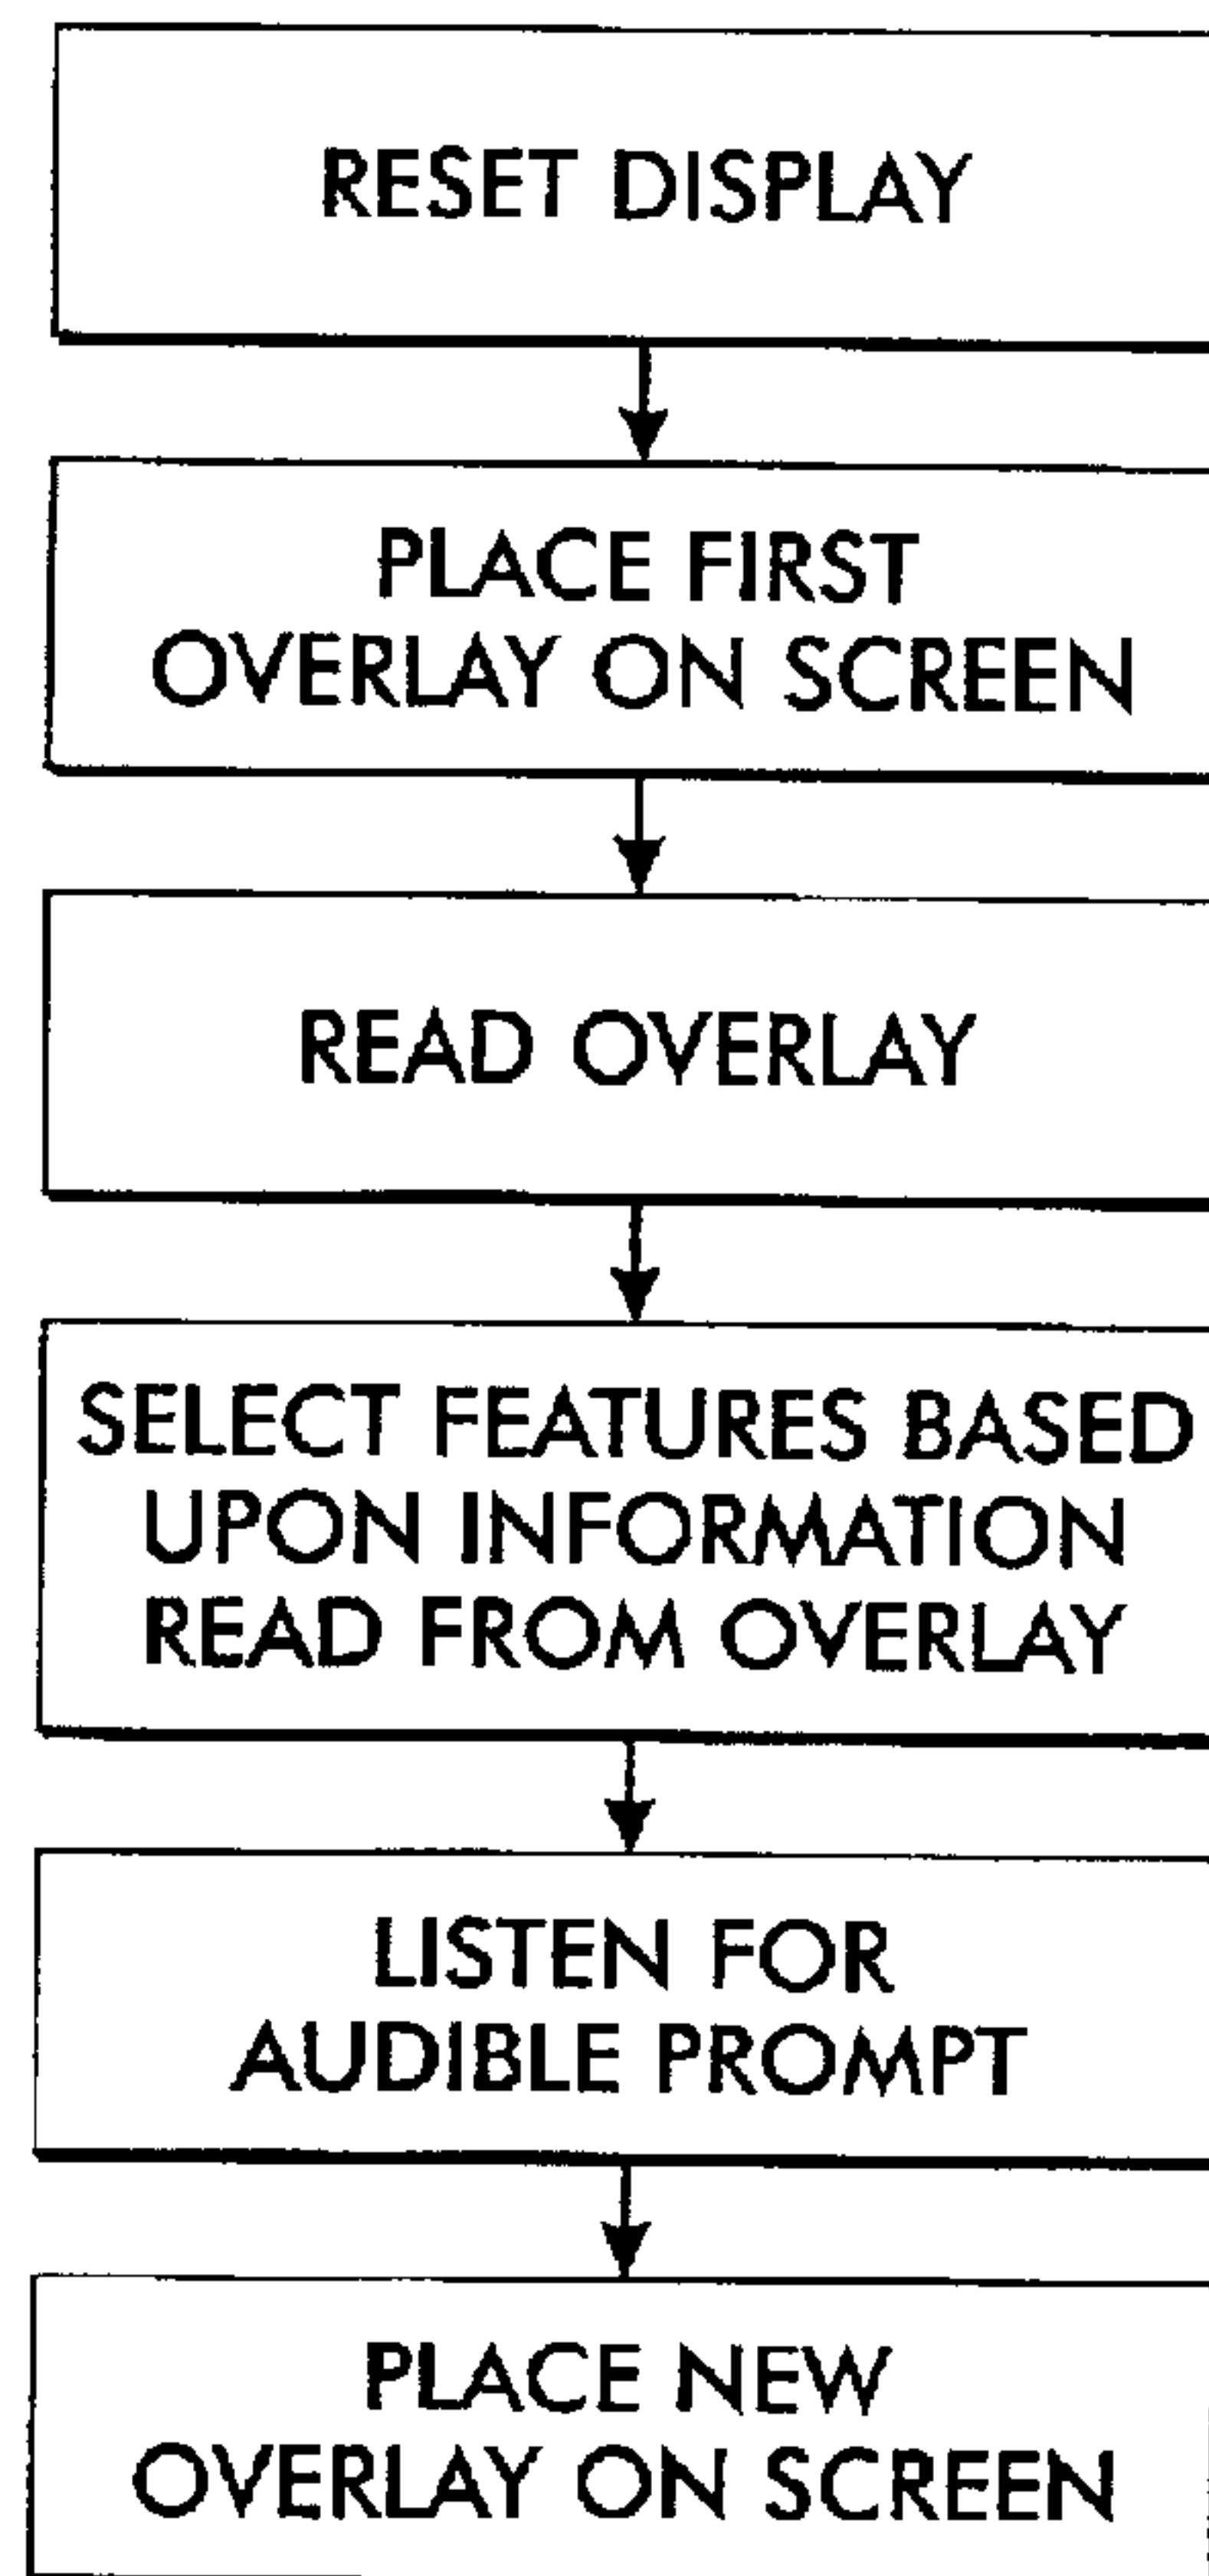 RESET DISPLAY
PLACE FIRST
OVERLAY ON SCREEN
READ OVERLAY
SELECT FEATURES BASED
UPON INFORMATION
READ FROM OVERLAY
LISTEN FOR
AUDIBLE PROMPT
PLACE NEW
OVERLAY ON SCREEN